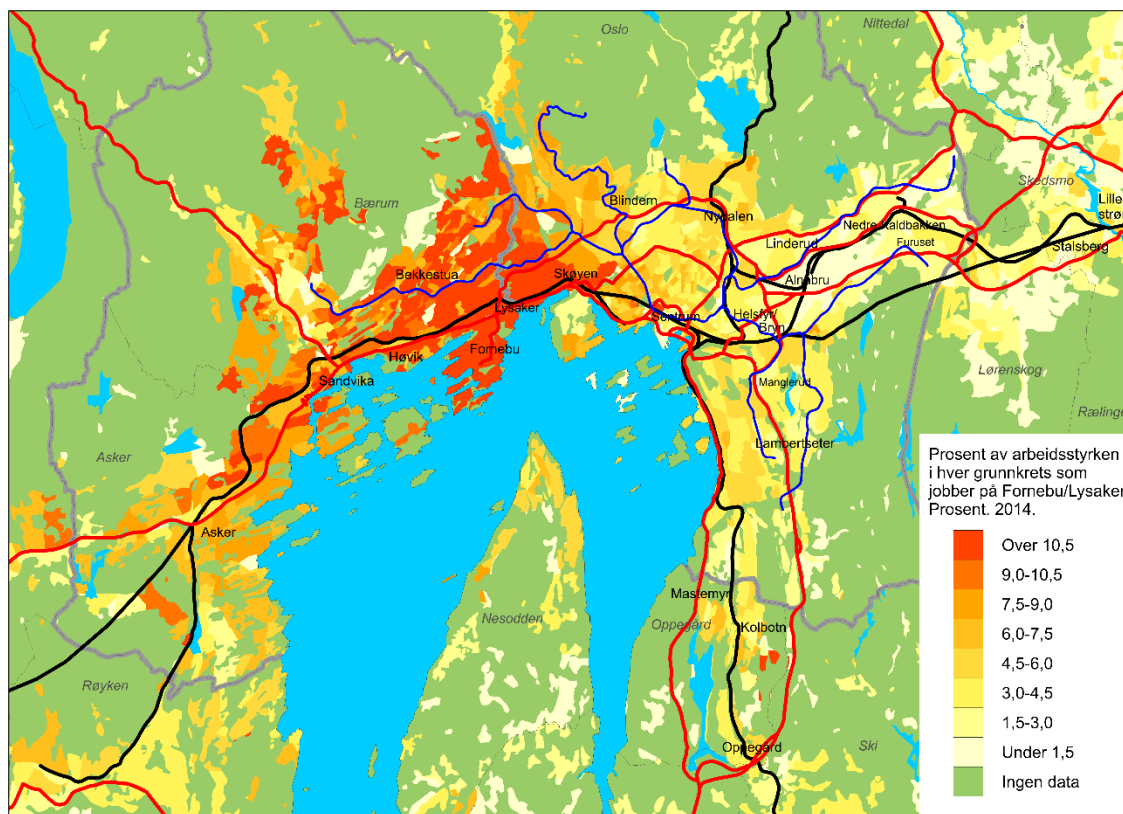 Oslo
Nittedal
Bærum
Blindern
Nydalen
Linderud
Nedre Kaldbakken
Furuset
Skedsmo
Lille
strøm
Stalsberg
Bekkestua
Skøyen
Alnabru
Lysaker
Sentrum
Helsfyr/
Bryn
Høvik
Fornebu
Sandvika
Manglerud
Lørenskog
Rælinge
Lambertseter
Asker
Asker
Mastemyr
Nesodden
Oppegård
Kolbotn
Røyken
Oppegård
Ski
Prosent av arbeidsstyrken
i hver grunnkrets som
jobber på Fornebu/Lysaker
Prosent. 2014.
Over 10,5
9,0-10,5
7,5-9,0
6,0-7,5
4,5-6,0
3,0-4,5
1,5-3,0
Under 1,5
Ingen data